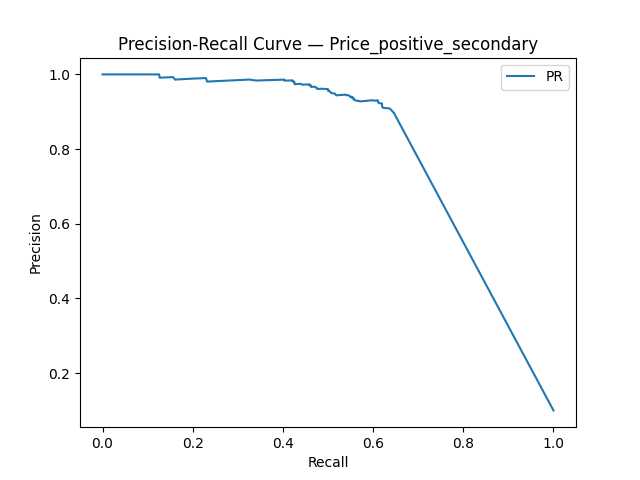 Precision-Recall Curve — Price_positive_secondary
PR
1.0
0.8
0.6
0.4
0.2
Precision
0.0 0.2 0.4 0.6 0.8 1.0
Recall